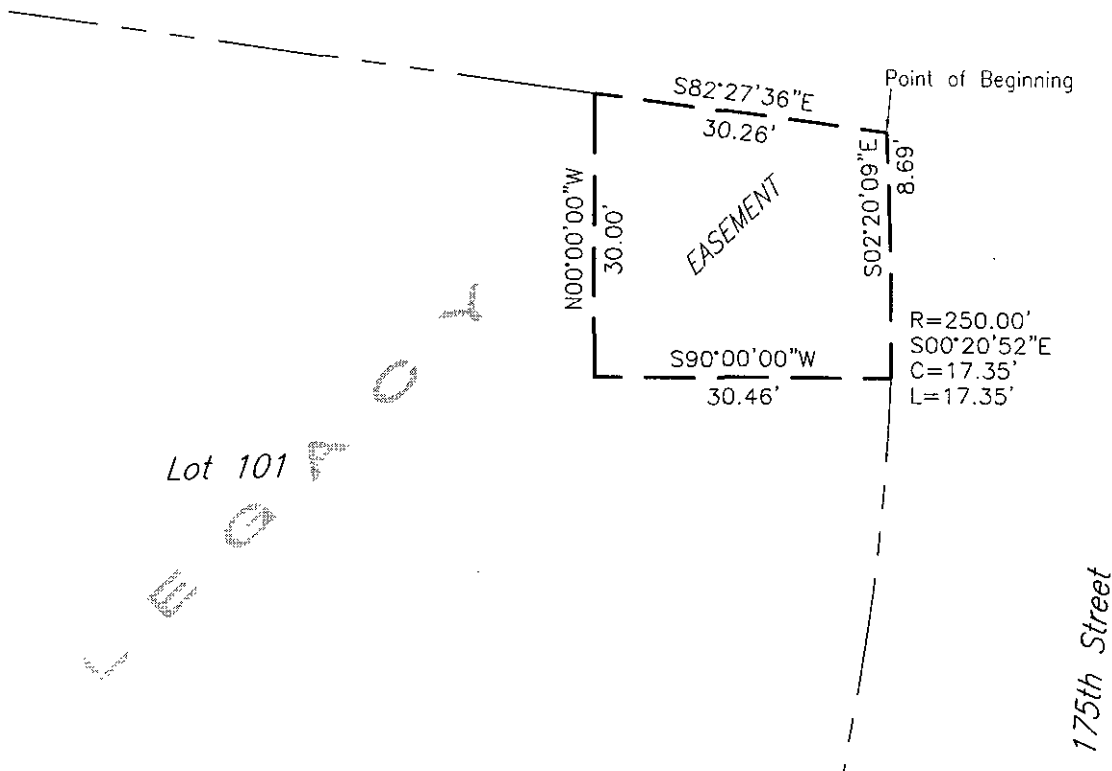 Point of Beginning
S82°27'36"E
30.26'
S02°20'09"E
8.69'
N00°00'00"W
30.00'
EASEMENT
R=250.00'
S00°20'52"E
C=17.35'
L=17.35'
S90°00'00"W
30.46'
Lot 101
175th Street